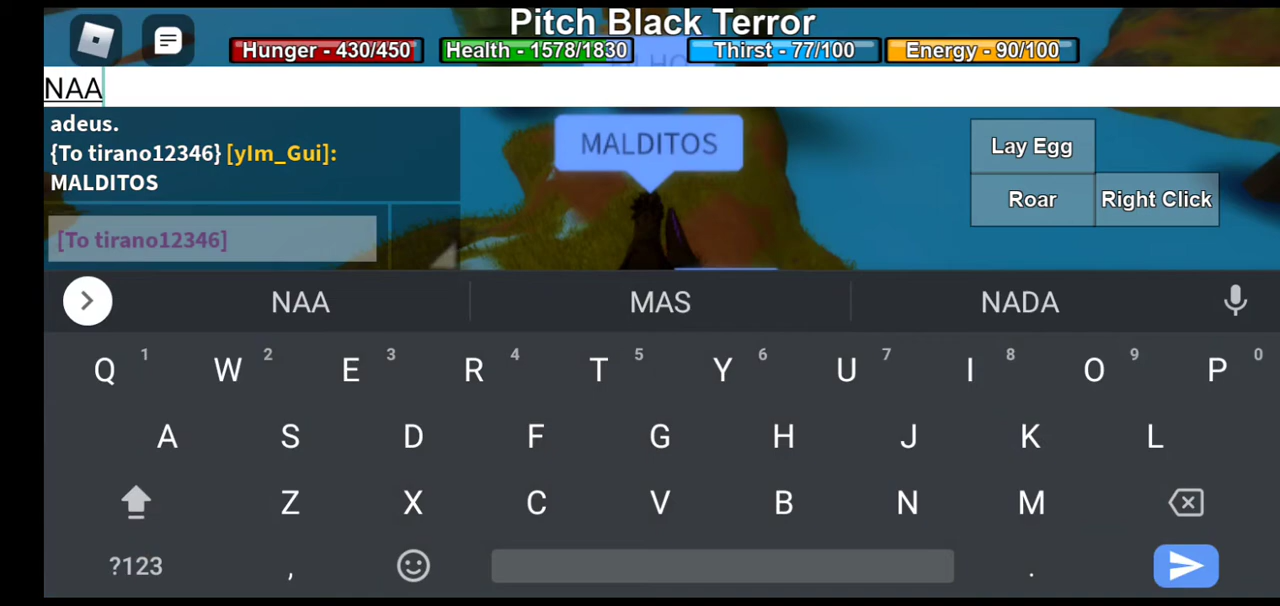 Pitch Black Terror
Hunger - 430/450 Health - 1578/1830 Thirst - 77/100 Energy - 90/100
NAA
adeus.
{To tirano12346} [yIm_Gui]:
MALDITOS
MALDITOS
[To tirano12346]
Lay Egg
Roar Right Click
NAA MAS NADA
Q 1 W 2 E 3 R 4 T 5 Y 6 U 7 I 8 O 9 P 0
A S D F G H J K L
Z X C V B N M
?123 , .